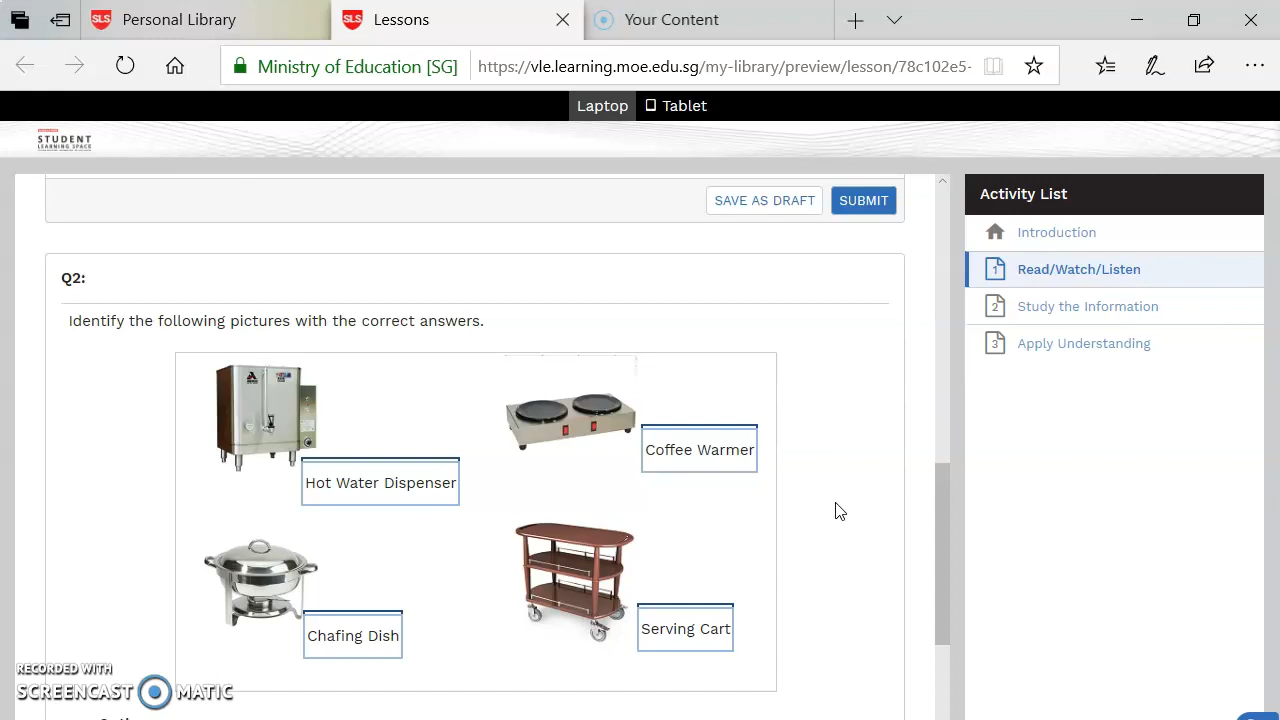 Personal Library
Lessons
Your Content
Ministry of Education [SG]
https://vle.learning.moe.edu.sg/my-library/preview/lesson/78c102e5-
Laptop
Tablet
STUDENT
LEARNING SPACE
SAVE AS DRAFT
SUBMIT
Activity List
Introduction
1
Read/Watch/Listen
2
Study the Information
3
Apply Understanding
Q2:
Identify the following pictures with the correct answers.
Coffee Warmer
Hot Water Dispenser
Serving Cart
Chafing Dish
RECORDED WITH
SCREENCAST MATIC